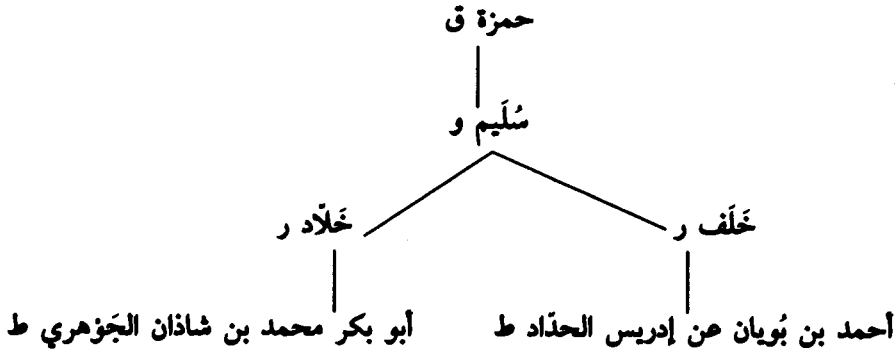 حمزة ق
سُلَيم و
خَلَف ر خَلّاد ر
أحمد بن بُويان عن إدريس الحدّاد ط أبو بكر محمد بن شاذان الجَوْهري ط